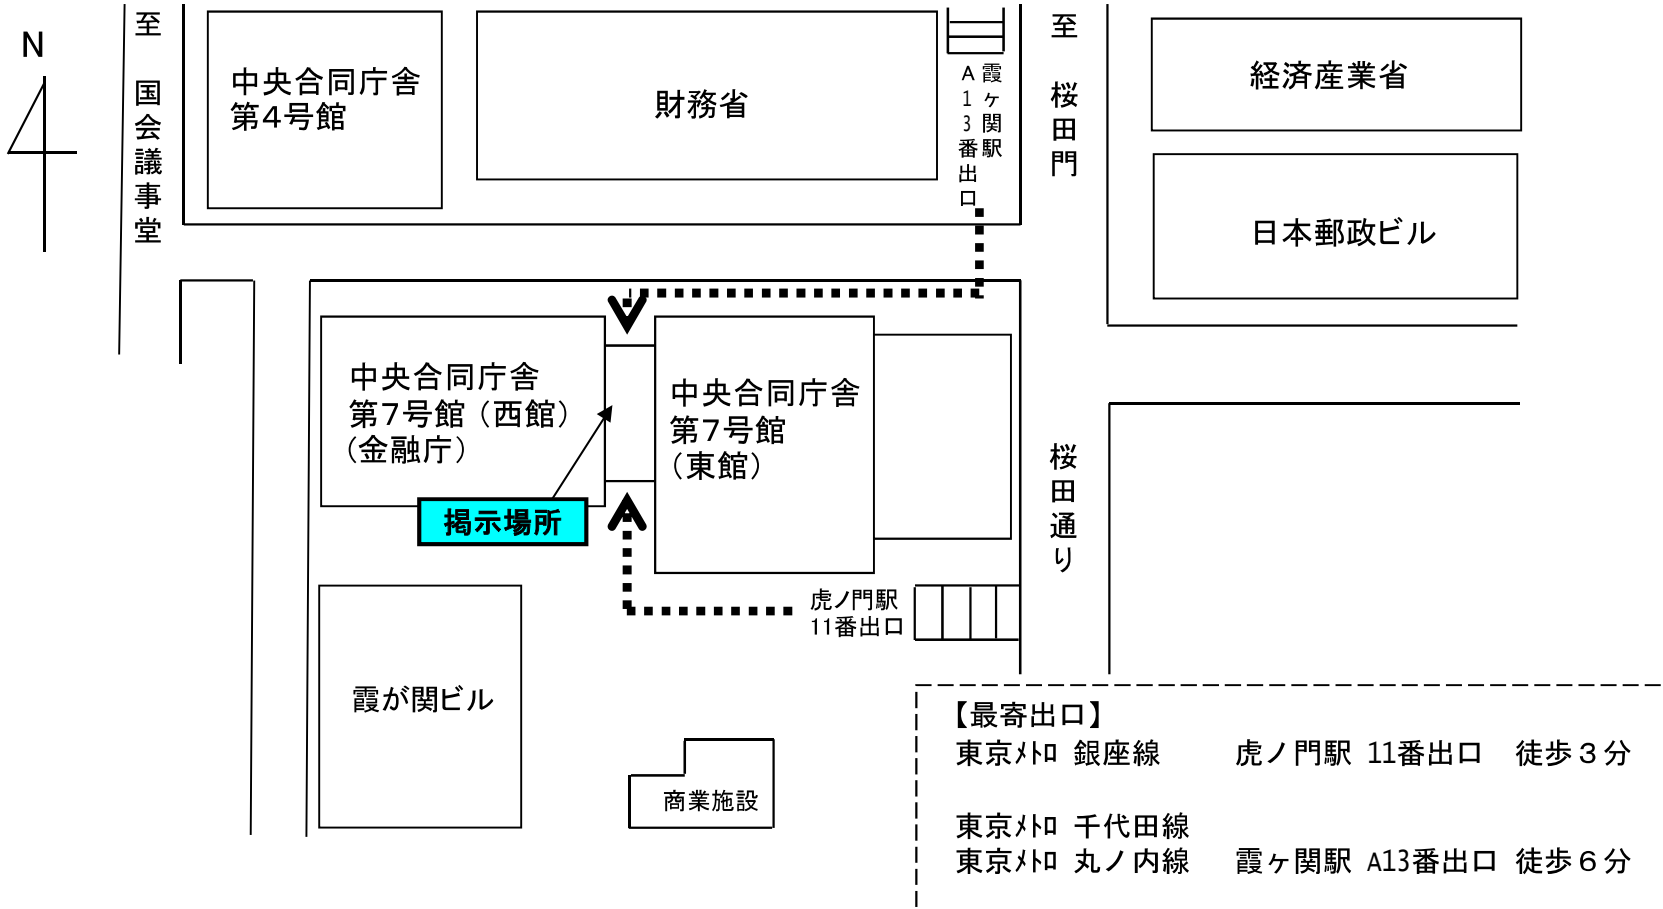 N
至　国会議事堂
中央合同庁舎
第4号館
財務省
霞ヶ関駅
A13番出口
至　桜田門
経済産業省
日本郵政ビル
中央合同庁舎
第7号館（西館）
（金融庁）
中央合同庁舎
第7号館
（東館）
掲示場所
桜田通り
虎ノ門駅
11番出口
霞が関ビル
商業施設
【最寄出口】
東京ﾒﾄﾛ 銀座線　　虎ノ門駅 11番出口　徒歩３分
東京ﾒﾄﾛ 千代田線
東京ﾒﾄﾛ 丸ノ内線　霞ヶ関駅 A13番出口 徒歩６分